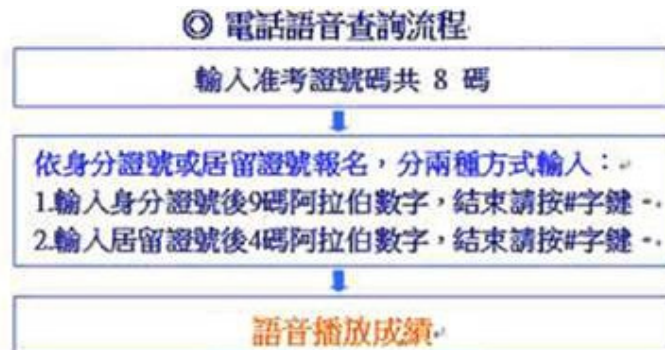 ◎ 電話語音查詢流程
輸入准考證號碼共 8 碼
依身分證號或居留證號報名，分兩種方式輸入：
1.輸入身分證號後9碼阿拉伯數字，結束請按#字鍵。
2.輸入居留證號後4碼阿拉伯數字，結束請按#字鍵。
語音播放成績